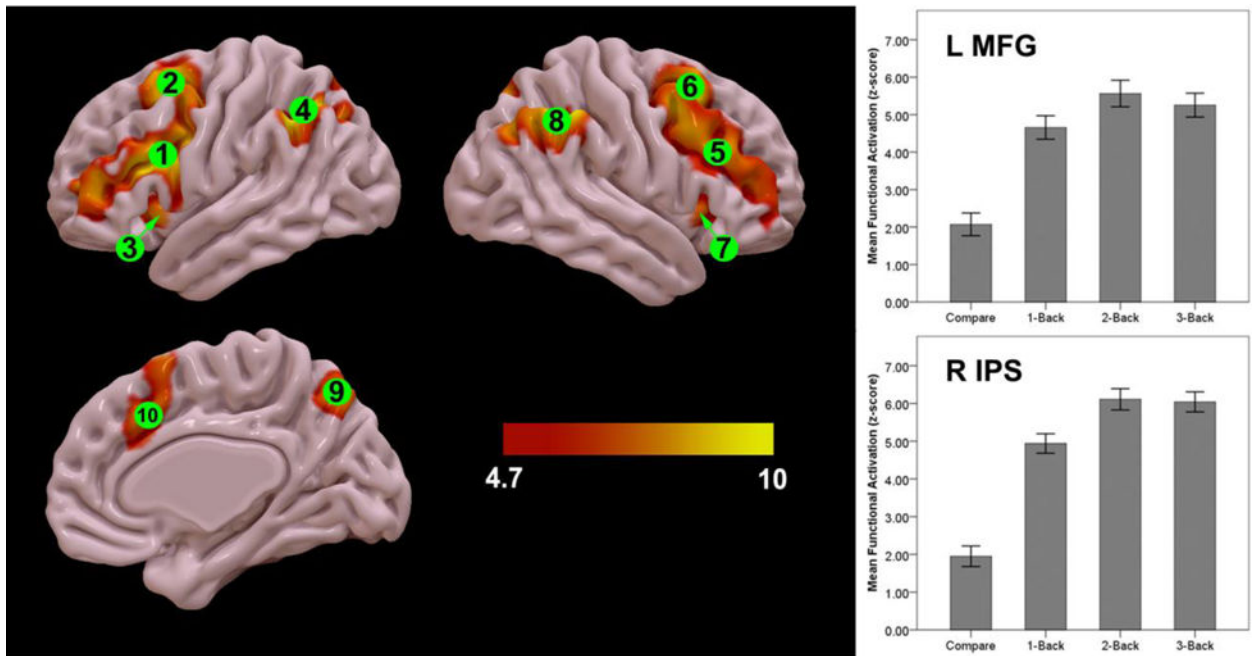 2
6
4
8
1
5
3
7
10
9
4.7
10
L MFG
Mean Functional Activation (z-score)
7.00
6.00
5.00
4.00
3.00
2.00
1.00
0.00
Compare
1-Back
2-Back
3-Back
R IPS
Mean Functional Activation (z-score)
7.00
6.00
5.00
4.00
3.00
2.00
1.00
0.00
Compare
1-Back
2-Back
3-Back